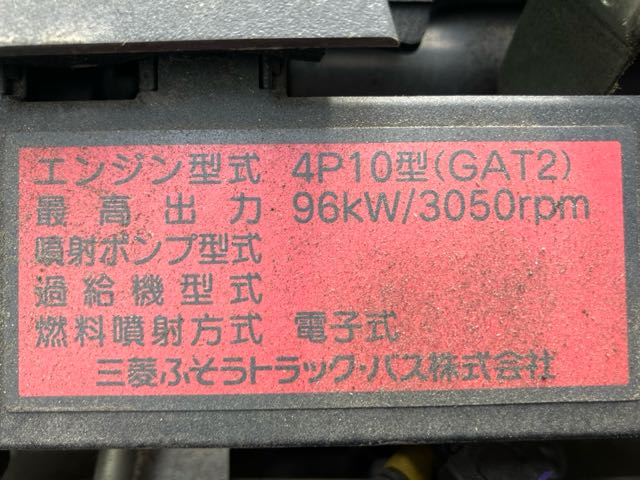 エンジン型式 4P10型(GAT2)
最高出力 96kW/3050rpm
噴射ポンプ型式
過給機型式
燃料噴射方式 電子式
三菱ふそうトラック・バス株式会社